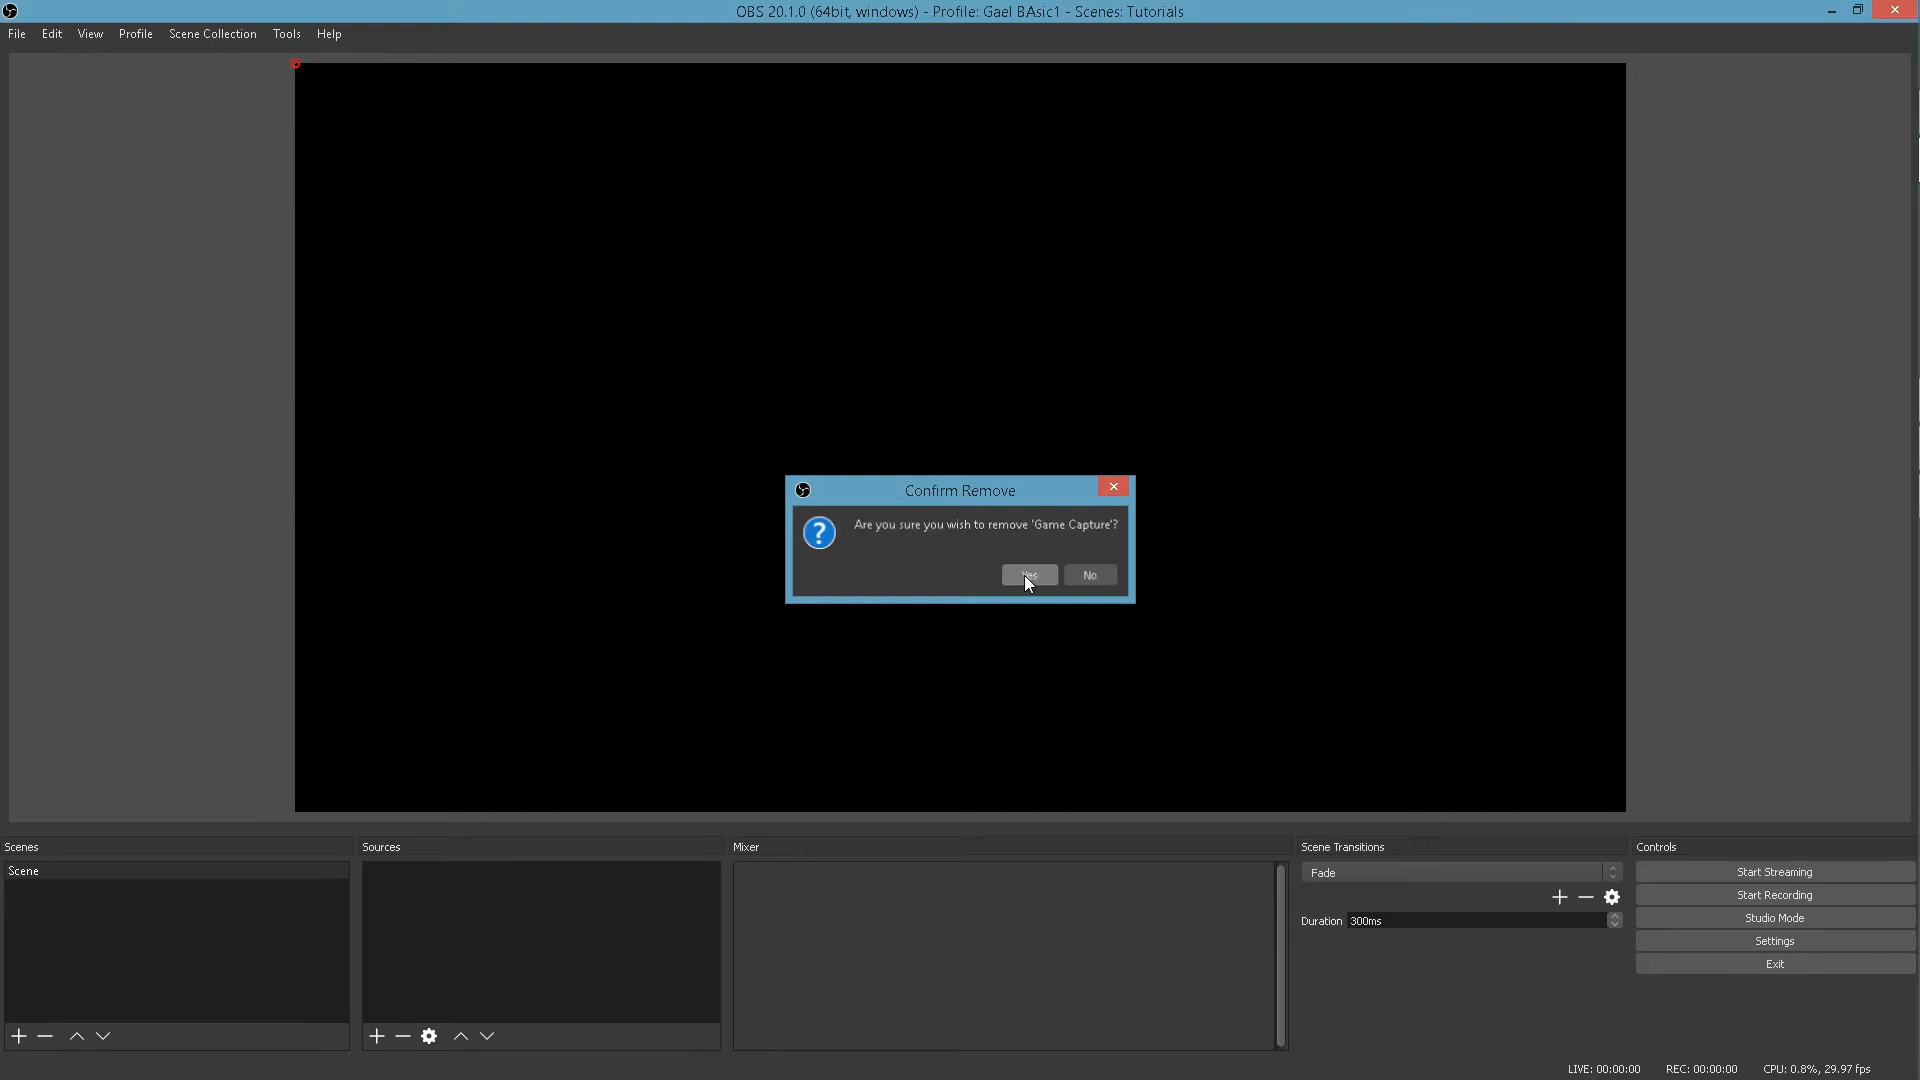 OBS 20.1.0 (64bit, windows) - Profile: Gael BAsic1 - Scenes: Tutorials
File Edit View Profile Scene Collection Tools Help
Confirm Remove
Are you sure you wish to remove 'Game Capture'?
Yes No
Scenes Sources Mixer Scene Transitions Controls
Scene
Fade
Start Streaming
Start Recording
Duration 300ms
Studio Mode
Settings
Exit
LIVE: 00:00:00 REC: 00:00:00 CPU: 0.8%, 29.97 fps